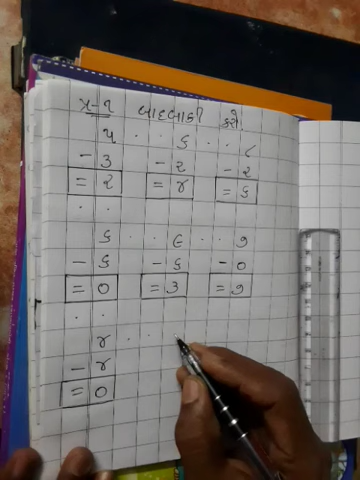 પ્ર-૨ બાદબાકી કરો.
૫ . . ૬ . . ૮
- ૩ - ૨ - ૨
= ૨ = ૪ = ૬
. .
૬ . . ૯ . . ૭
- ૬ - ૬ - ૦
= ૦ = ૩ = ૭
. .
૪ . .
- ૪
= ૦